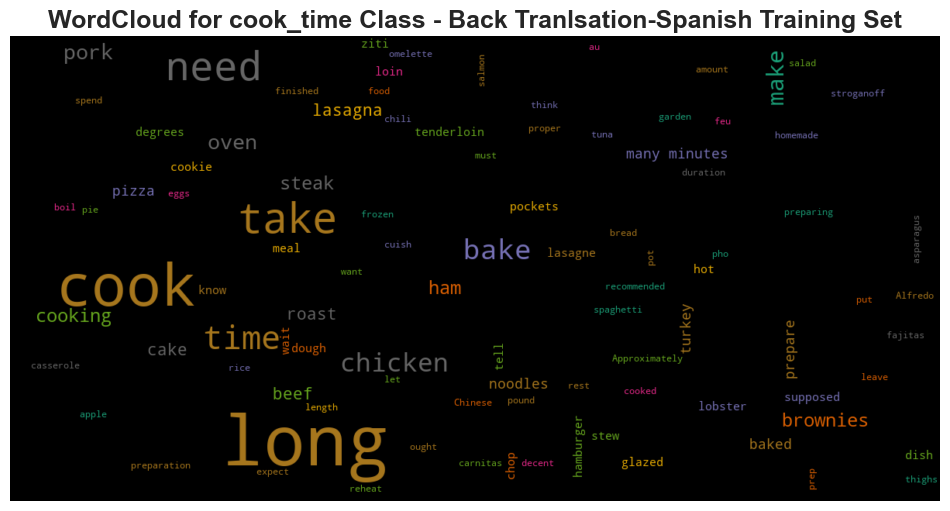 WordCloud for cook_time Class - Back Tranlsation-Spanish Training Set
pork
need
ziti
omelette
loin
salmon
au
amount
make
salad
stroganoff
spend
finished
food
lasagna
chili
think
garden
feu
degrees
oven
tenderloin
proper
tuna
homemade
cookie
must
many minutes
duration
pizza
eggs
steak
boil
pie
take
frozen
pockets
preparing
meal
cuish
bake
lasagne
bread
pot
pho
asparagus
hot
want
cook
know
ham
recommended
put
Alfredo
cooking
roast
spaghetti
time
wait
turkey
prepare
fajitas
cake
dough
chicken
tell
Approximately
casserole
rice
let
noodles
rest
cooked
leave
beef
length
Chinese
pound
lobster
supposed
apple
long
ought
hamburger
stew
brownies
baked
preparation
expect
carnitas
chop
decent
glazed
prep
dish
reheat
thighs